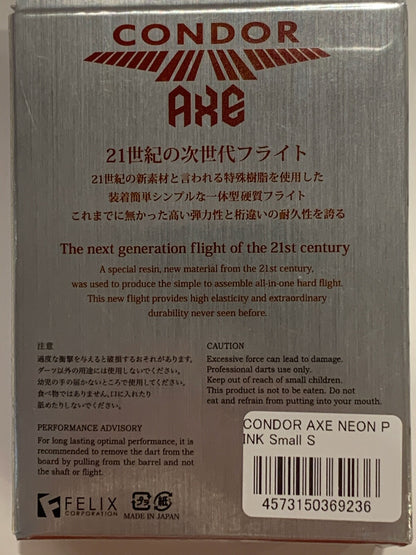 CONDOR
AXE
21世紀の次世代フライト
21世紀の新素材と言われる特殊樹脂を使用した
装着簡単シンプルな一体型硬質フライト
これまでに無かった高い弾力性と桁違いの耐久性を誇る
The next generation flight of the 21st century
A special resin, new material from the 21st century,
was used to produce the simple to assemble all-in-one hard flight.
This new flight provides high elasticity and extraordinary
durability never seen before.
注意
過度な衝撃を与えると破損するおそれがあります。
ダーツ以外の用途には使用しないでください。
幼児の手の届かないところで使用してください。
食べ物ではありません。口に入れたり
舐めたりしないでください。
CAUTION
Excessive force can lead to damage.
Professional darts use only.
Keep out of reach of small children.
This product is not to be eaten. Do not
eat and refrain from putting into your mouth.
PERFORMANCE ADVISORY
For long lasting optimal performance, it is
recommended to remove the dart from the
board by pulling from the barrel and not
the shaft or flight.
FELIX
CORPORATION
プラ
紙
MADE IN JAPAN
CONDOR AXE NEON P
INK Small S
4573150369236